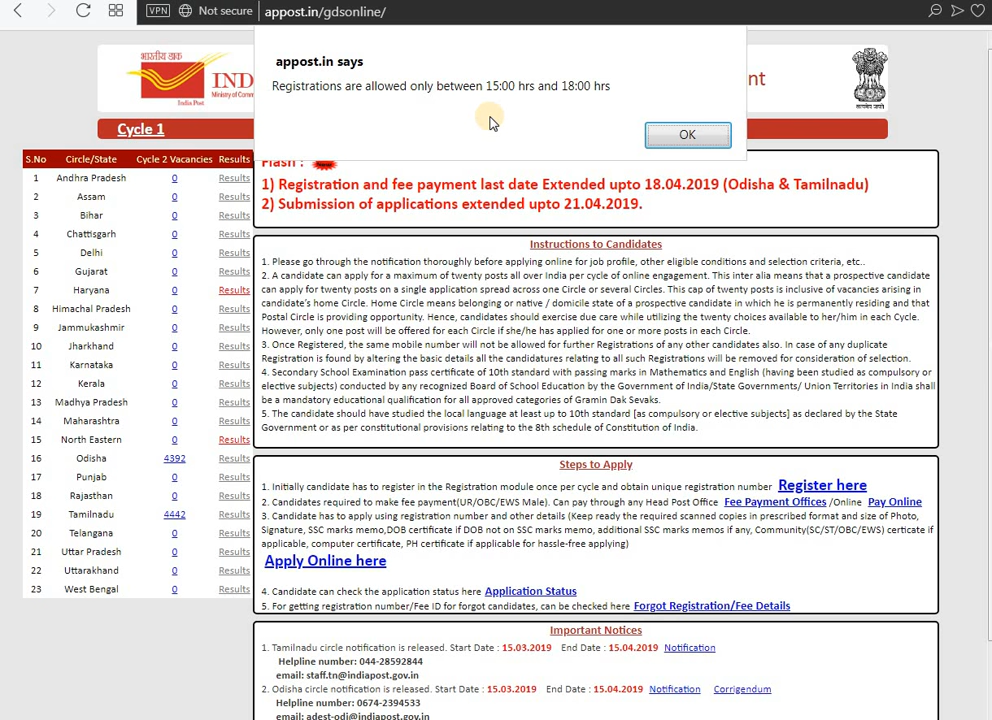 VPN Not secure appost.in/gdsonline/
appost.in says
Registrations are allowed only between 15:00 hrs and 18:00 hrs
OK
भारतीय डाक
India Post
IND
Ministry of Comm
nt
सत्यमेव जयते
Cycle 1
S.No Circle/State Cycle 2 Vacancies Results
1 Andhra Pradesh 0 Results
2 Assam 0 Results
3 Bihar 0 Results
4 Chattisgarh 0 Results
5 Delhi 0 Results
6 Gujarat 0 Results
7 Haryana 0 Results
8 Himachal Pradesh 0 Results
9 Jammukashmir 0 Results
10 Jharkhand 0 Results
11 Karnataka 0 Results
12 Kerala 0 Results
13 Madhya Pradesh 0 Results
14 Maharashtra 0 Results
15 North Eastern 0 Results
16 Odisha 4392 Results
17 Punjab 0 Results
18 Rajasthan 0 Results
19 Tamilnadu 4442 Results
20 Telangana 0 Results
21 Uttar Pradesh 0 Results
22 Uttarakhand 0 Results
23 West Bengal 0 Results
Flash :
1) Registration and fee payment last date Extended upto 18.04.2019 (Odisha & Tamilnadu)
2) Submission of applications extended upto 21.04.2019.
Instructions to Candidates
1. Please go through the notification thoroughly before applying online for job profile, other eligible conditions and selection criteria, etc..
2. A candidate can apply for a maximum of twenty posts all over India per cycle of online engagement. This inter alia means that a prospective candidate
can apply for twenty posts on a single application spread across one Circle or several Circles. This cap of twenty posts is inclusive of vacancies arising in
candidate's home Circle. Home Circle means belonging or native / domicile state of a prospective candidate in which he is permanently residing and that
Postal Circle is providing opportunity. Hence, candidates should exercise due care while utilizing the twenty choices available to her/him in each Cycle.
However, only one post will be offered for each Circle if she/he has applied for one or more posts in each Circle.
3. Once Registered, the same mobile number will not be allowed for further Registrations of any other candidates also. In case of any duplicate
Registration is found by altering the basic details all the candidatures relating to all such Registrations will be removed for consideration of selection.
4. Secondary School Examination pass certificate of 10th standard with passing marks in Mathematics and English (having been studied as compulsory or
elective subjects) conducted by any recognized Board of School Education by the Government of India/State Governments/ Union Territories in India shall
be a mandatory educational qualification for all approved categories of Gramin Dak Sevaks.
5. The candidate should have studied the local language at least up to 10th standard [as compulsory or elective subjects] as declared by the State
Government or as per constitutional provisions relating to the 8th schedule of Constitution of India.
Steps to Apply
1. Initially candidate has to register in the Registration module once per cycle and obtain unique registration number Register here
2. Candidates required to make fee payment(UR/OBC/EWS Male). Can pay through any Head Post Office Fee Payment Offices /Online Pay Online
3. Candidate has to apply using registration number and other details (Keep ready the required scanned copies in prescribed format and size of Photo,
Signature, SSC marks memo,DOB certificate if DOB not on SSC marks memo, additional SSC marks memos if any, Community(SC/ST/OBC/EWS) certicate if
applicable, computer certificate, PH certificate if applicable for hassle-free applying)
Apply Online here
4. Candidate can check the application status here Application Status
5. For getting registration number/Fee ID for forgot candidates, can be checked here Forgot Registration/Fee Details
Important Notices
1. Tamilnadu circle notification is released. Start Date : 15.03.2019 End Date : 15.04.2019 Notification
Helpline number: 044-28592844
email: staff.tn@indiapost.gov.in
2. Odisha circle notification is released. Start Date : 15.03.2019 End Date : 15.04.2019 Notification Corrigendum
Helpline number: 0674-2394533
email: adest-odi@indiapost.gov.in